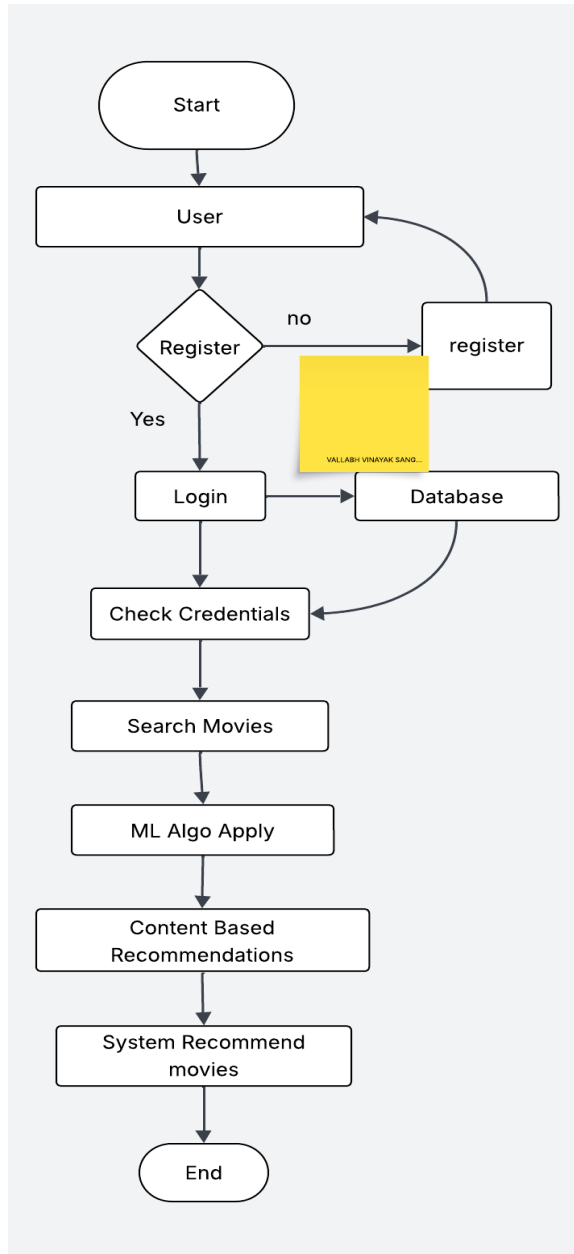 Start
User
Register
no
register
Yes
VALLABH VINAYAK SANG...
Login
Database
Check Credentials
Search Movies
ML Algo Apply
Content Based
Recommendations
System Recommend
movies
End